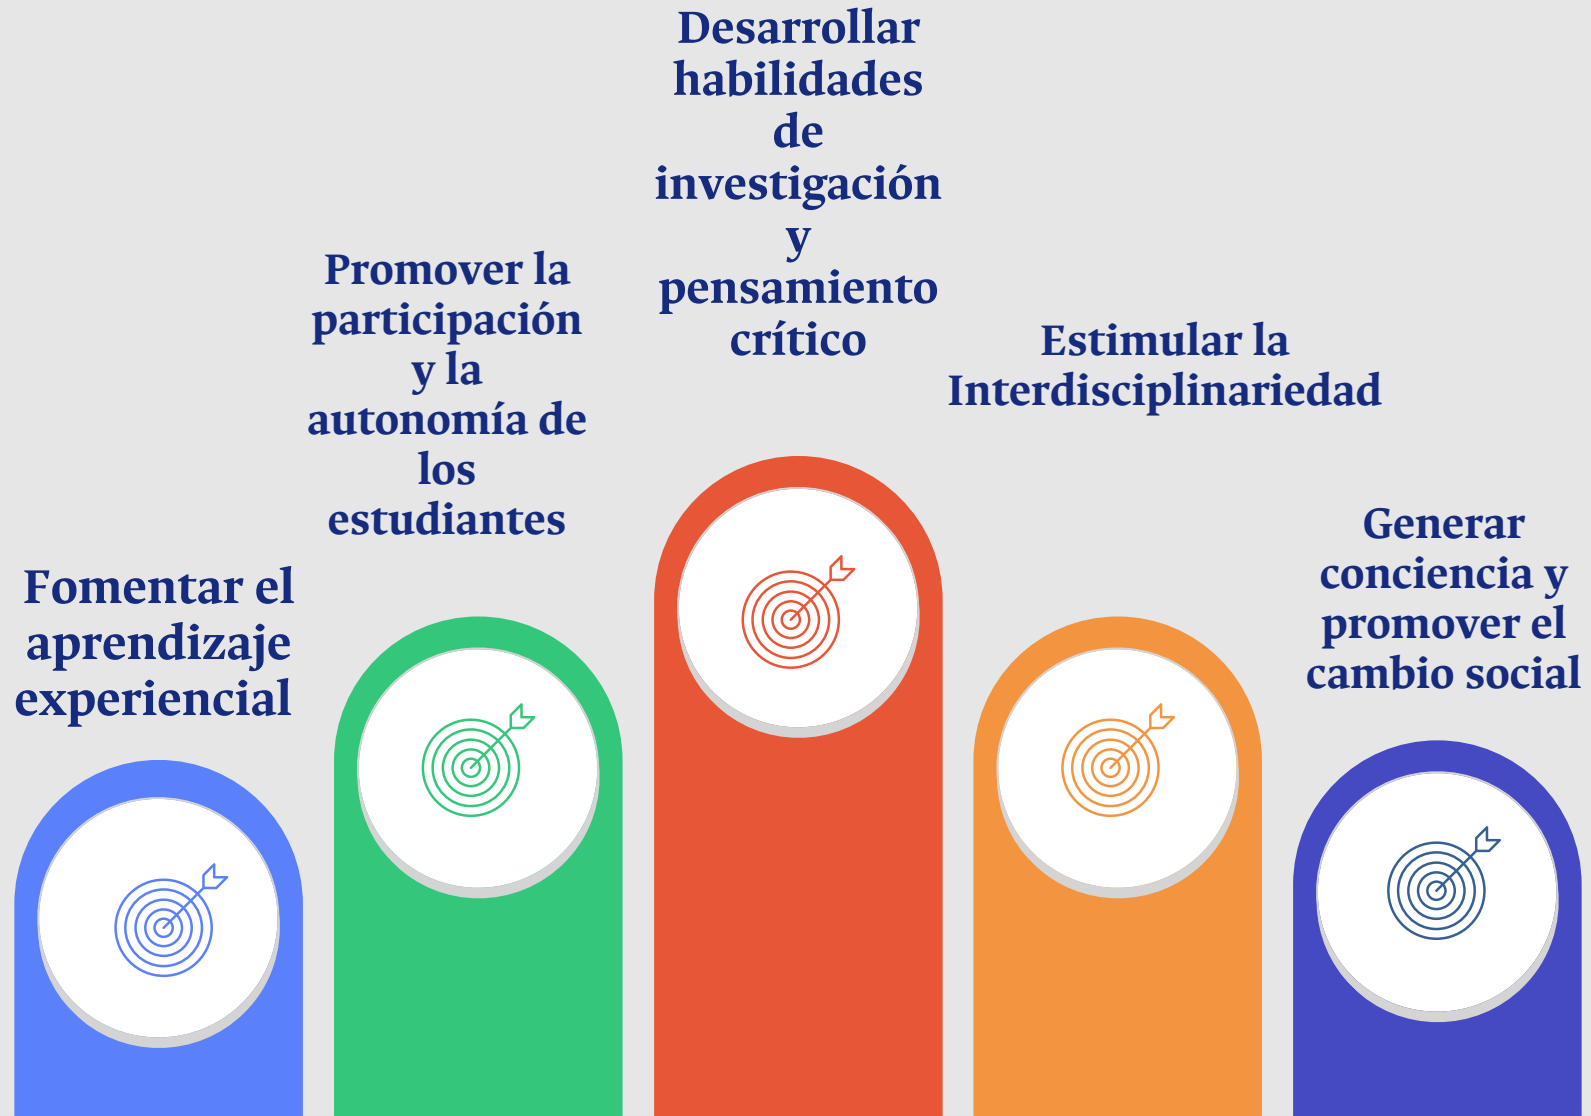 Fomentar el
aprendizaje
experiencial
Promover la
participación
y la
autonomía de
los
estudiantes
Desarrollar
habilidades
de
investigación
y
pensamiento
crítico
Estimular la
Interdisciplinariedad
Generar
conciencia y
promover el
cambio social